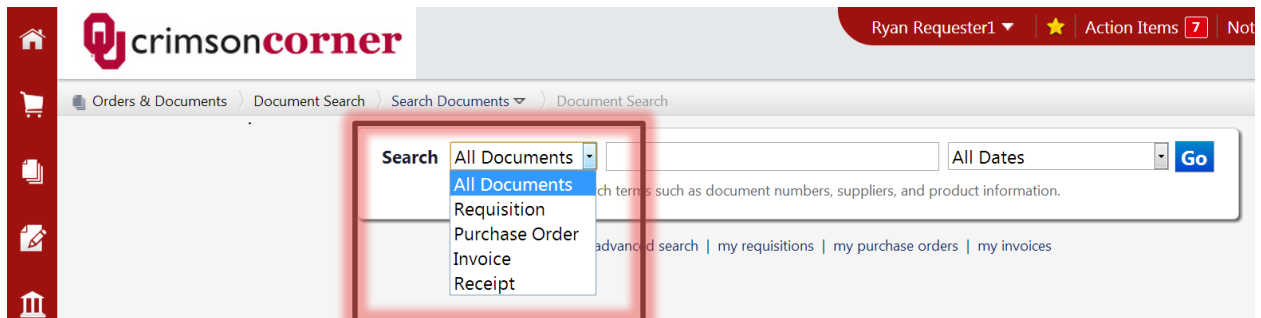 crimsoncorner
Ryan Requester1 Action Items 7 Not
Orders & Documents Document Search Search Documents Document Search
Search All Documents All Dates Go
All Documents
Requisition
Purchase Order
Invoice
Receipt
terms such as document numbers, suppliers, and product information.
advanced search | my requisitions | my purchase orders | my invoices